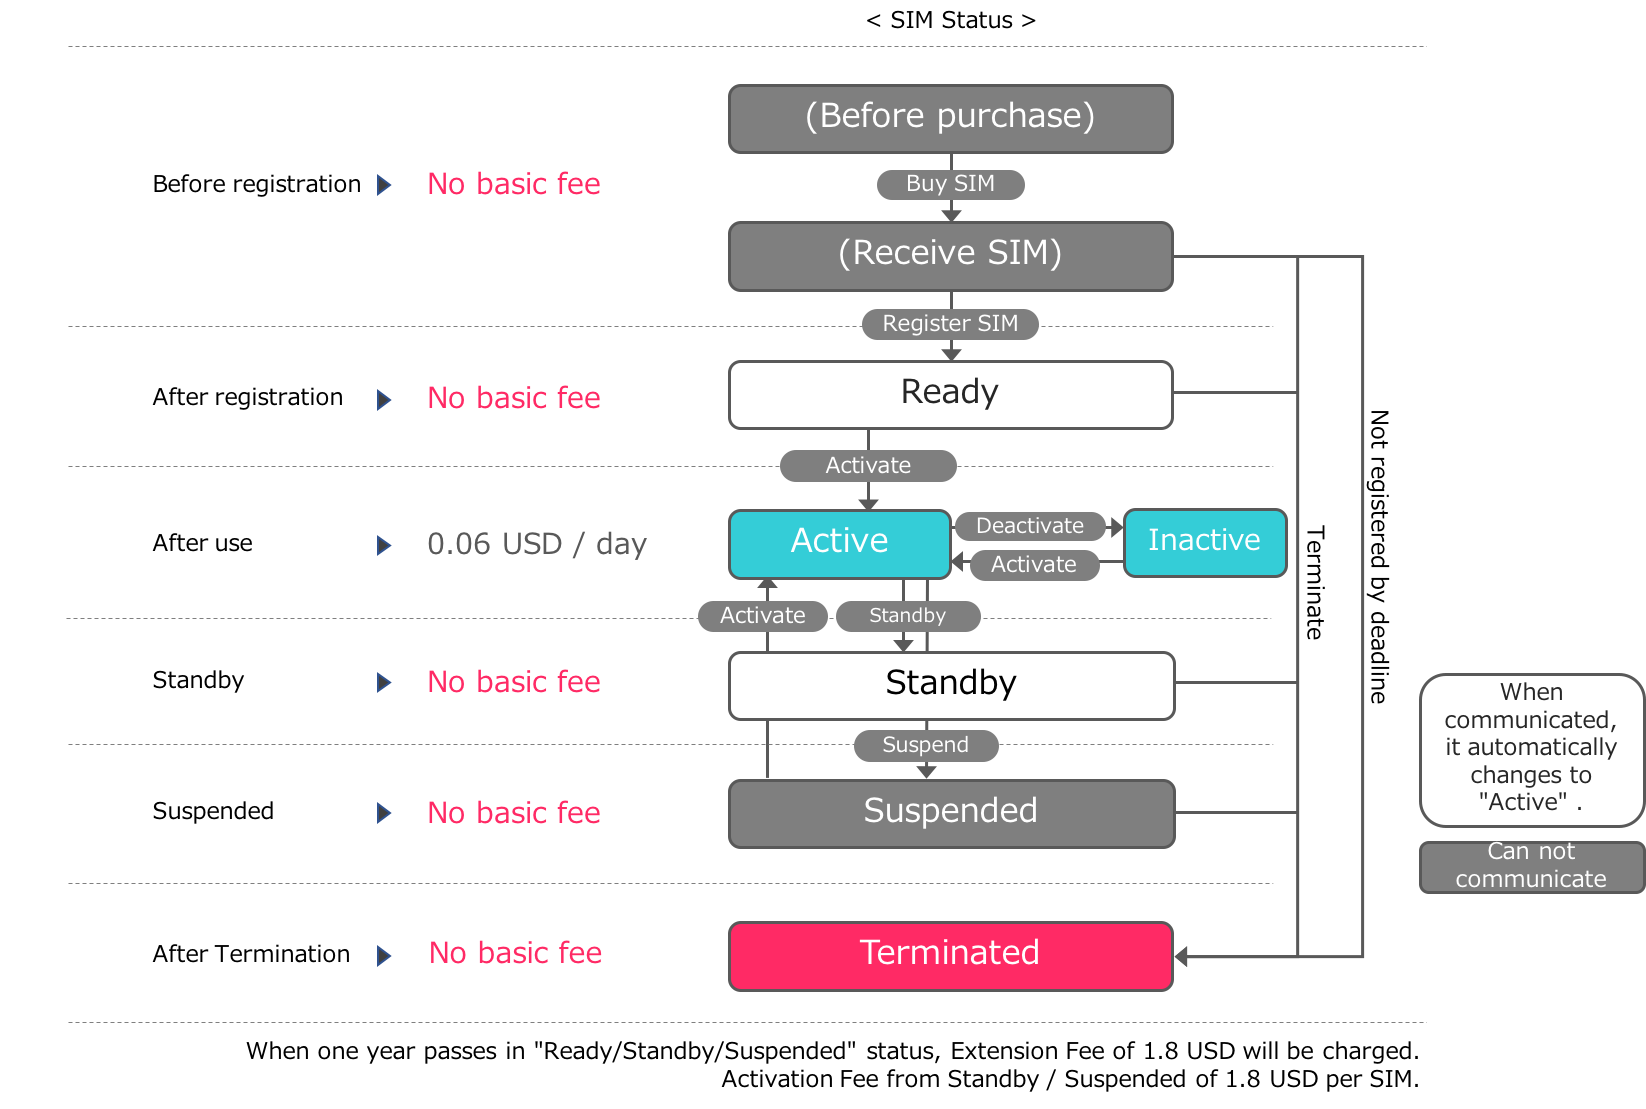 < SIM Status >
(Before purchase)
Before registration
No basic fee
Buy SIM
(Receive SIM)
Register SIM
After registration
No basic fee
Ready
Activate
After use
0.06 USD / day
Active
Deactivate
Activate
Inactive
Terminate
Not registered by deadline
Activate
Standby
Standby
No basic fee
Standby
When
communicated,
it automatically
changes to
"Active" .
Suspend
Suspended
No basic fee
Suspended
Can not
communicate
After Termination
No basic fee
Terminated
When one year passes in "Ready/Standby/Suspended" status, Extension Fee of 1.8 USD will be charged.
Activation Fee from Standby / Suspended of 1.8 USD per SIM.